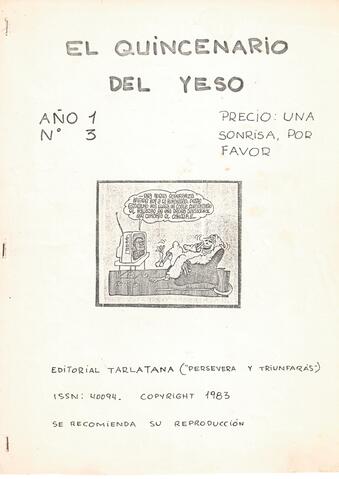 EL QUINCENARIO
DEL YESO
AÑO 1
Nº 3
PRECIO: UNA
SONRISA, POR
FAVOR
EDITORIAL TARLATANA ("PERSEVERA Y TRIUNFARÁS")
ISSN: 40094. COPYRIGHT 1983
SE RECOMIENDA SU REPRODUCCIÓN